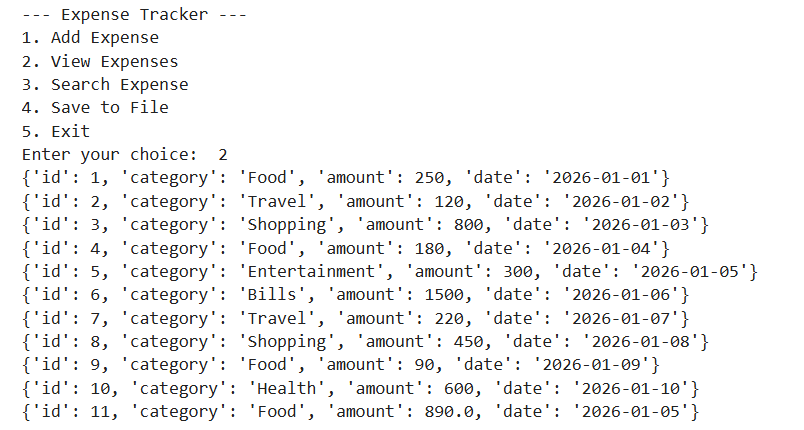 --- Expense Tracker ---
1. Add Expense
2. View Expenses
3. Search Expense
4. Save to File
5. Exit
Enter your choice:  2
{'id': 1, 'category': 'Food', 'amount': 250, 'date': '2026-01-01'}
{'id': 2, 'category': 'Travel', 'amount': 120, 'date': '2026-01-02'}
{'id': 3, 'category': 'Shopping', 'amount': 800, 'date': '2026-01-03'}
{'id': 4, 'category': 'Food', 'amount': 180, 'date': '2026-01-04'}
{'id': 5, 'category': 'Entertainment', 'amount': 300, 'date': '2026-01-05'}
{'id': 6, 'category': 'Bills', 'amount': 1500, 'date': '2026-01-06'}
{'id': 7, 'category': 'Travel', 'amount': 220, 'date': '2026-01-07'}
{'id': 8, 'category': 'Shopping', 'amount': 450, 'date': '2026-01-08'}
{'id': 9, 'category': 'Food', 'amount': 90, 'date': '2026-01-09'}
{'id': 10, 'category': 'Health', 'amount': 600, 'date': '2026-01-10'}
{'id': 11, 'category': 'Food', 'amount': 890.0, 'date': '2026-01-05'}